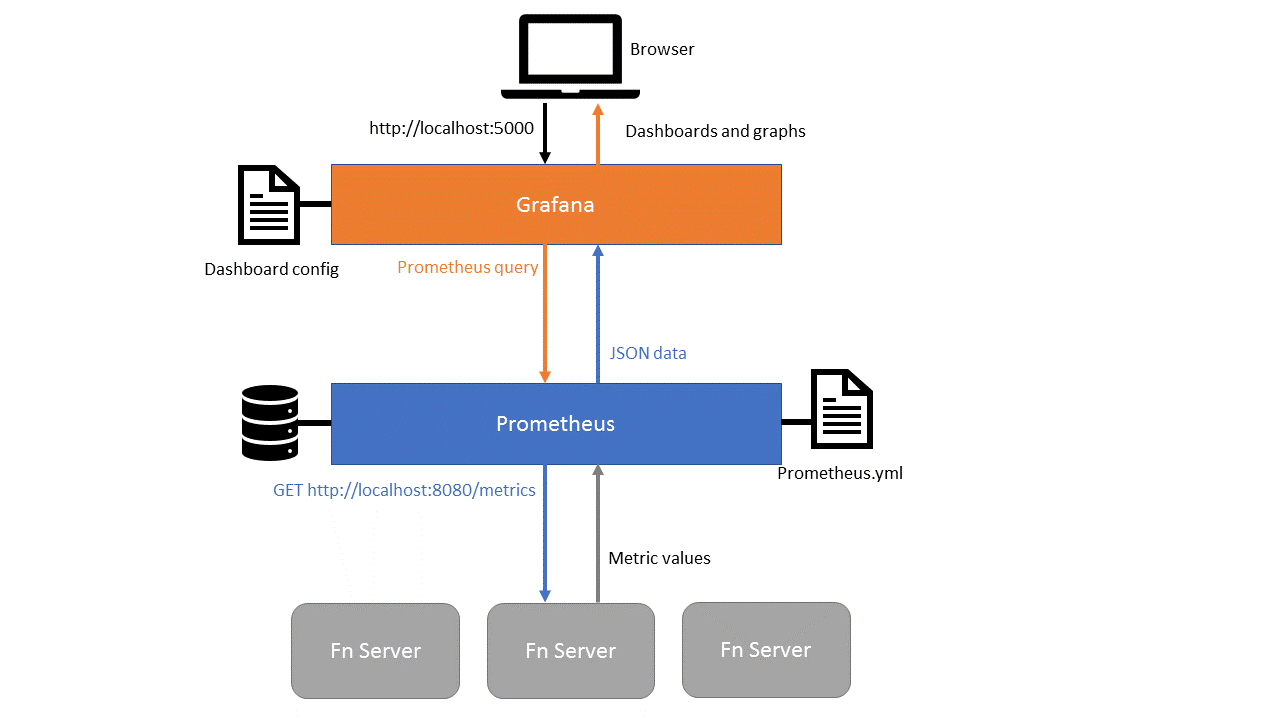 Browser
http://localhost:5000
Dashboards and graphs
Grafana
Dashboard config
Prometheus query
JSON data
Prometheus
Prometheus.yml
GET http://localhost:8080/metrics
Metric values
Fn Server
Fn Server
Fn Server